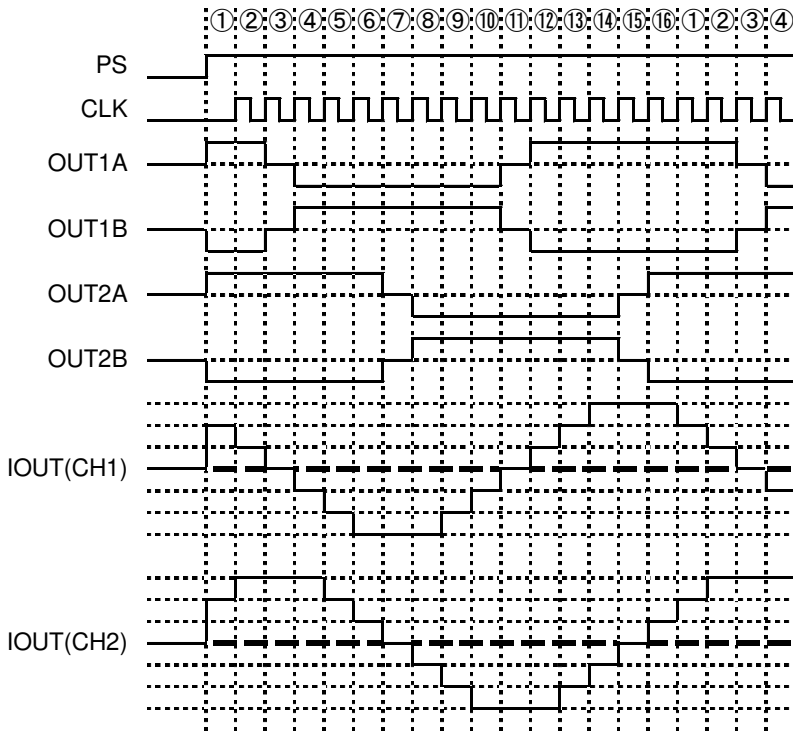 ①②③④⑤⑥⑦⑧⑨⑩⑪⑫⑬⑭⑮⑯①②③④
PS
CLK
OUT1A
OUT1B
OUT2A
OUT2B
IOUT(CH1)
IOUT(CH2)